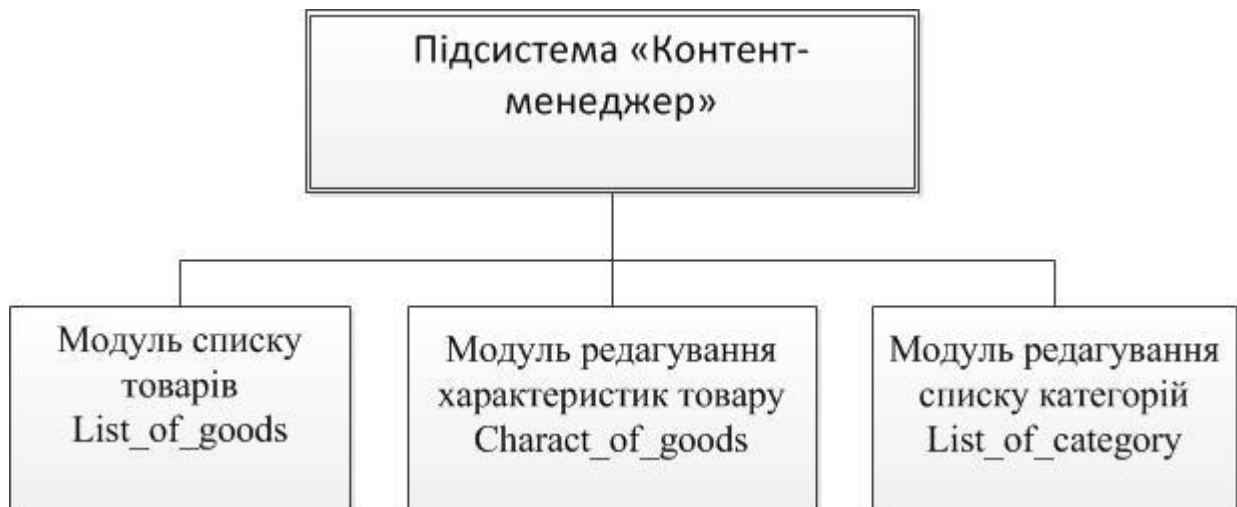 Підсистема «Контент-
менеджер»
Модуль списку
товарів
List_of_goods
Модуль редагування
характеристик товару
Charact_of_goods
Модуль редагування
списку категорій
List_of_category